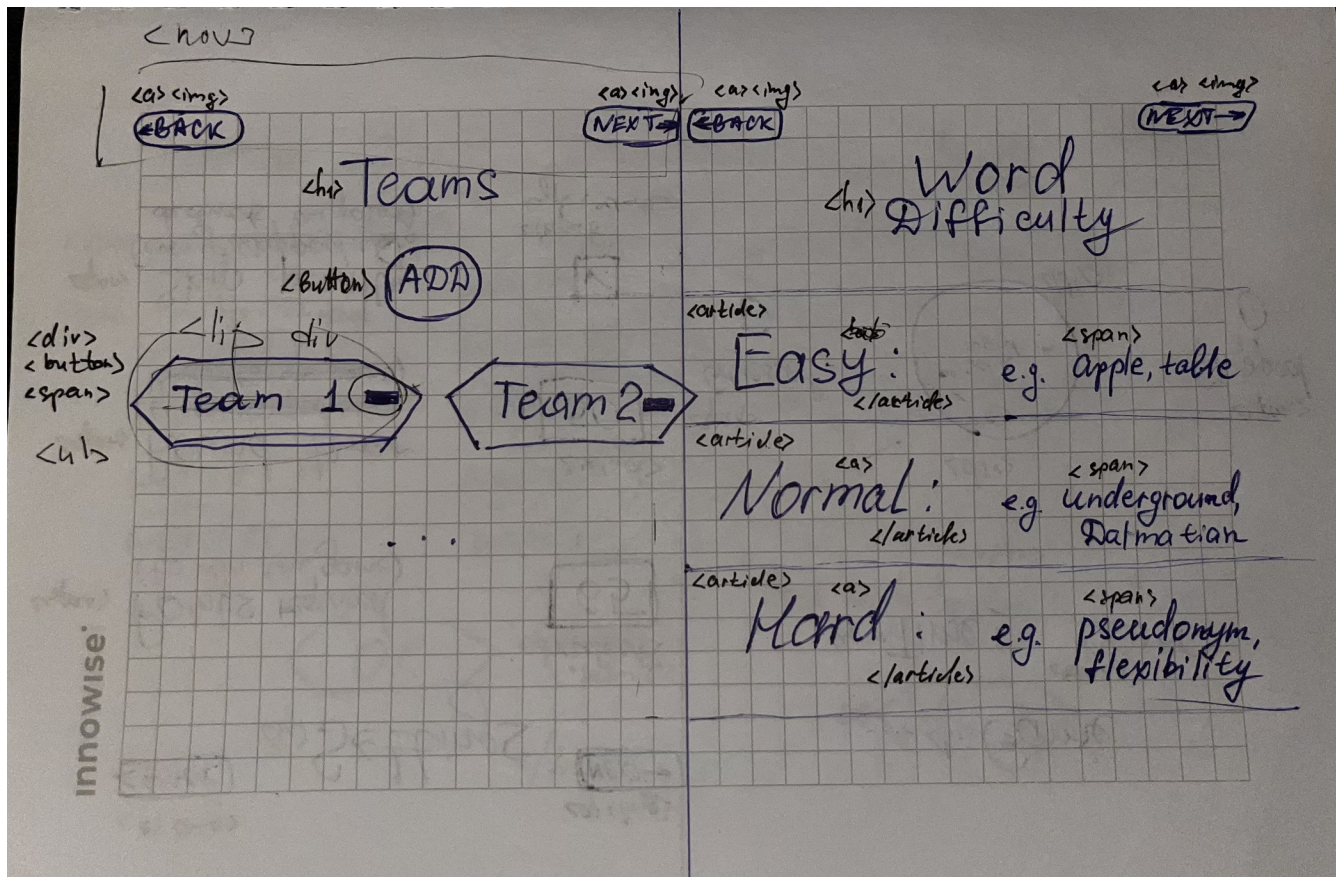 <nav>
<a><img>
←BACK
<a><img>
NEXT→
<h1> Teams
<button> ADD
<div>
<button>
<span>
<ul>
<li> div
Team 1
Team 2
. . .
innowise
<a><img>
←BACK
<a> <img>
NEXT→
<h1> Word
Difficulty
<article>
<span>
Easy: e.g. apple, table
</article>
<article>
<a> <span>
Normal: e.g. underground,
Dalmatian
</article>
<article> <a> <span>
Hard : e.g. pseudonym,
flexibility
</article>